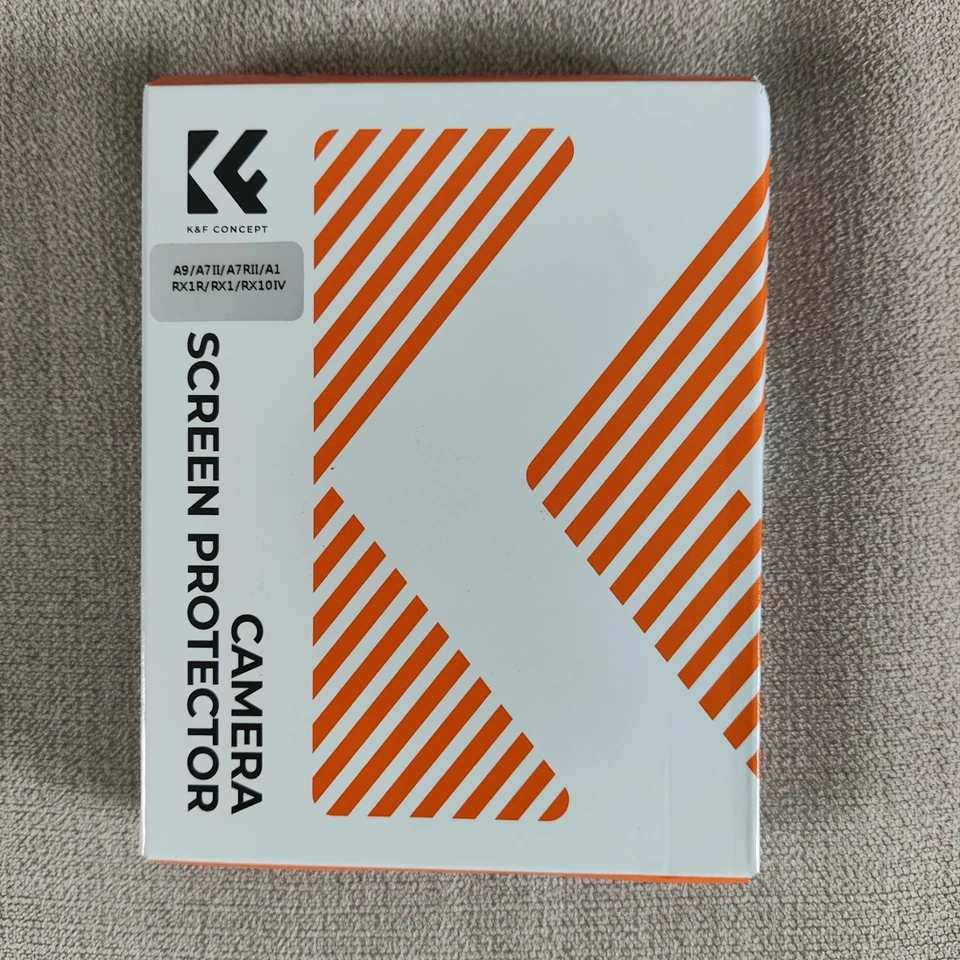 K&F CONCEPT
A9/A7II/A7RII/A1
RX1R/RX1/RX10IV
CAMERA
SCREEN PROTECTOR